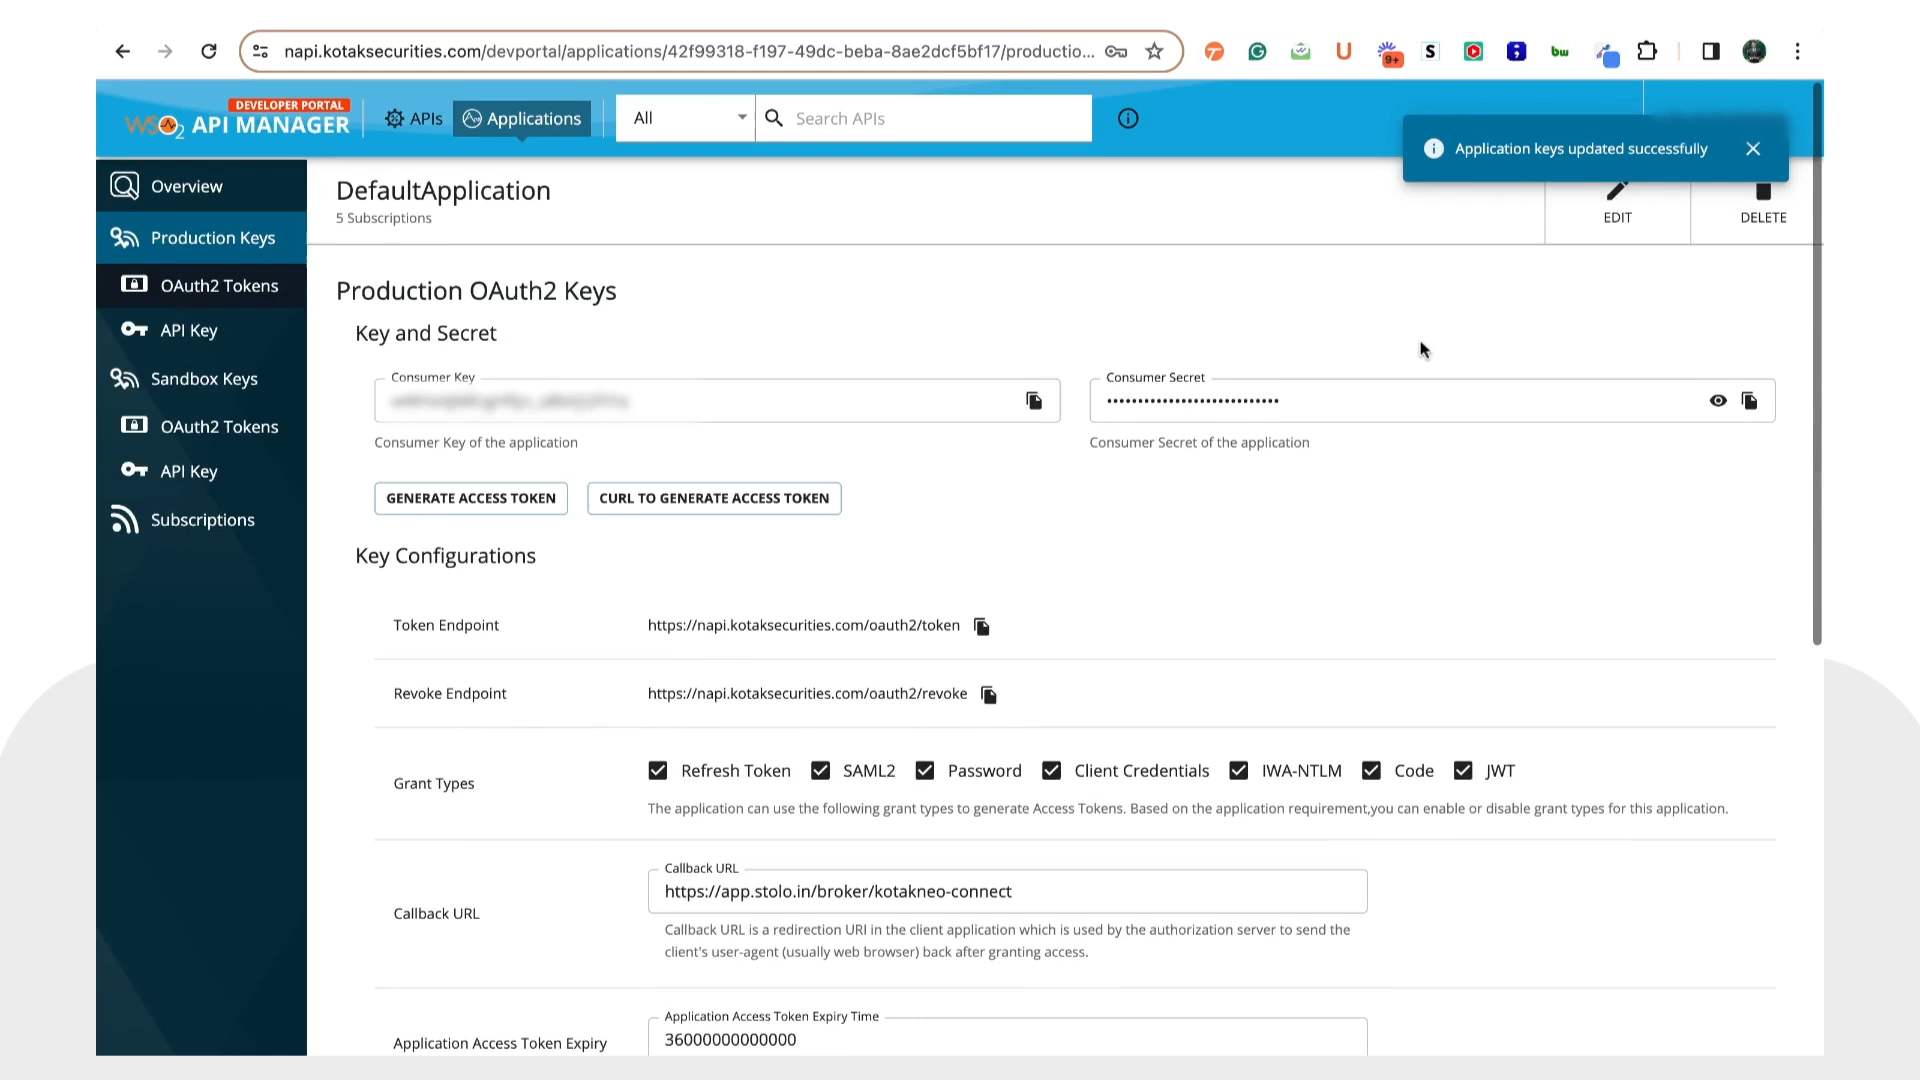 napi.kotaksecurities.com/devportal/applications/42f99318-f197-49dc-beba-8ae2dcf5bf17/productio...
9+
U
S
bw
DEVELOPER PORTAL
WSO2 API MANAGER
APIs
Applications
All
Search APIs
Application keys updated successfully
Overview
Production Keys
OAuth2 Tokens
API Key
Sandbox Keys
OAuth2 Tokens
API Key
Subscriptions
DefaultApplication
5 Subscriptions
EDIT
DELETE
Production OAuth2 Keys
Key and Secret
Consumer Key
Consumer Secret
Consumer Key of the application
Consumer Secret of the application
GENERATE ACCESS TOKEN
CURL TO GENERATE ACCESS TOKEN
Key Configurations
Token Endpoint
https://napi.kotaksecurities.com/oauth2/token
Revoke Endpoint
https://napi.kotaksecurities.com/oauth2/revoke
Grant Types
Refresh Token SAML2 Password Client Credentials IWA-NTLM Code JWT
The application can use the following grant types to generate Access Tokens. Based on the application requirement,you can enable or disable grant types for this application.
Callback URL
Callback URL
https://app.stolo.in/broker/kotakneo-connect
Callback URL is a redirection URI in the client application which is used by the authorization server to send the
client's user-agent (usually web browser) back after granting access.
Application Access Token Expiry
Application Access Token Expiry Time
36000000000000